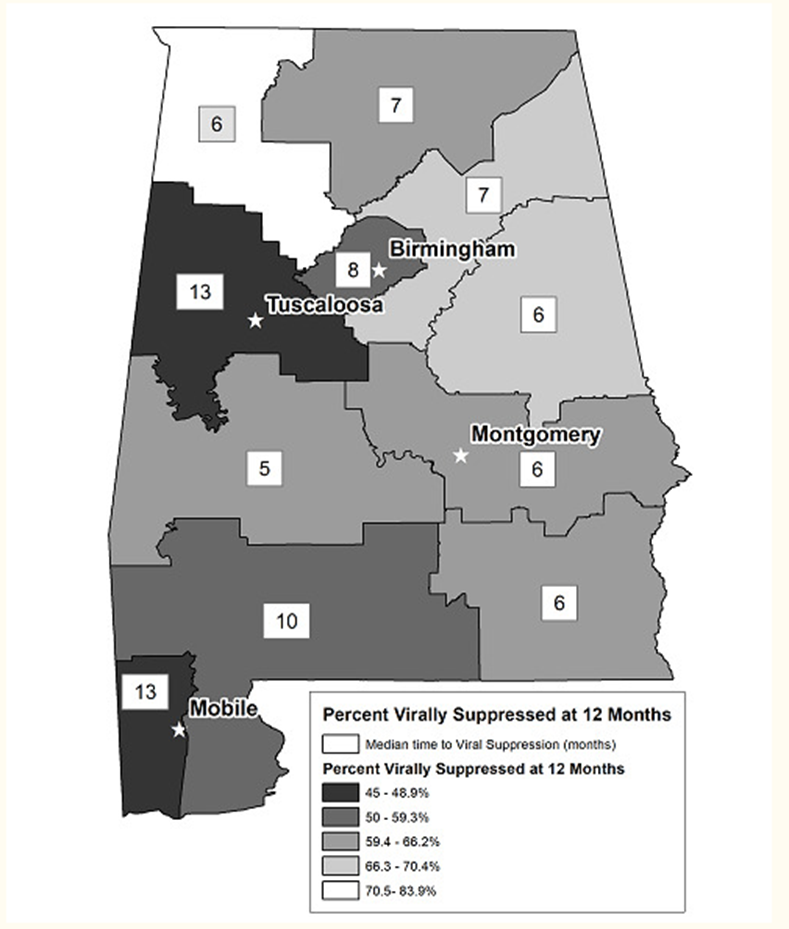 6
7
7
Birmingham
8
13
Tuscaloosa
6
Montgomery
5
6
10
6
13
Mobile
Percent Virally Suppressed at 12 Months
Median time to Viral Suppression (months)
Percent Virally Suppressed at 12 Months
45 - 48.9%
50 - 59.3%
59.4 - 66.2%
66.3 - 70.4%
70.5- 83.9%